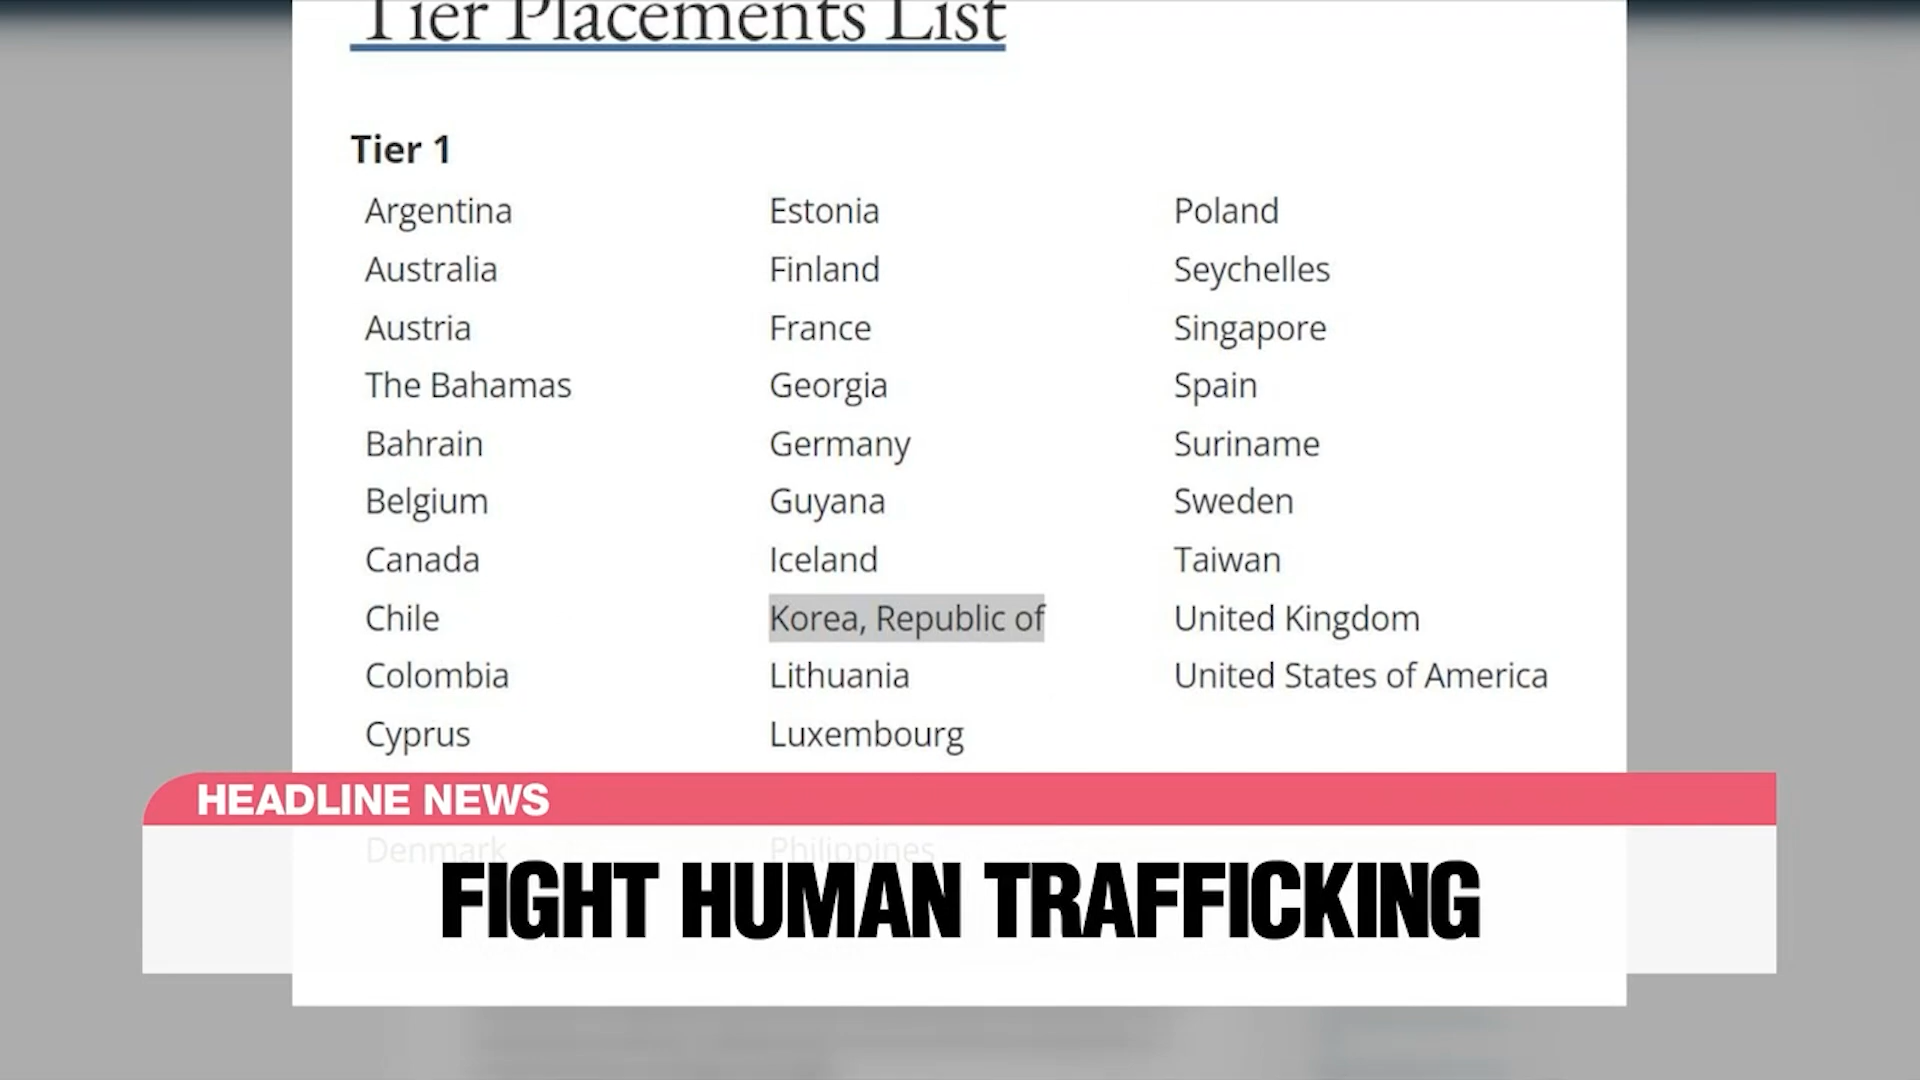 Tier Placements List
Tier 1
Argentina
Australia
Austria
The Bahamas
Bahrain
Belgium
Canada
Chile
Colombia
Cyprus
Denmark
Estonia
Finland
France
Georgia
Germany
Guyana
Iceland
Korea, Republic of
Lithuania
Luxembourg
Philippines
Poland
Seychelles
Singapore
Spain
Suriname
Sweden
Taiwan
United Kingdom
United States of America
HEADLINE NEWS
FIGHT HUMAN TRAFFICKING